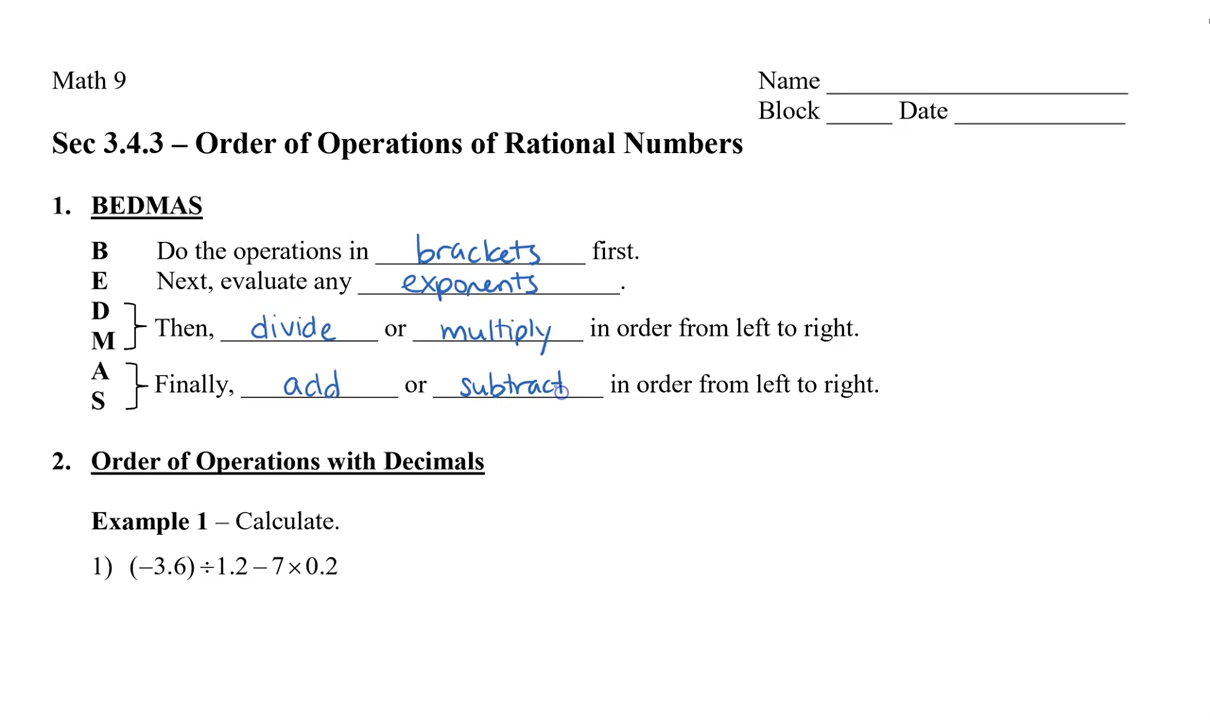 Math 9
Name
Block Date
Sec 3.4.3 – Order of Operations of Rational Numbers
1. BEDMAS
B Do the operations in brackets first.
E Next, evaluate any exponents.
D
M Then, divide or multiply in order from left to right.
A
S Finally, add or subtract in order from left to right.
2. Order of Operations with Decimals
Example 1 – Calculate.
1) (−3.6)÷1.2−7×0.2